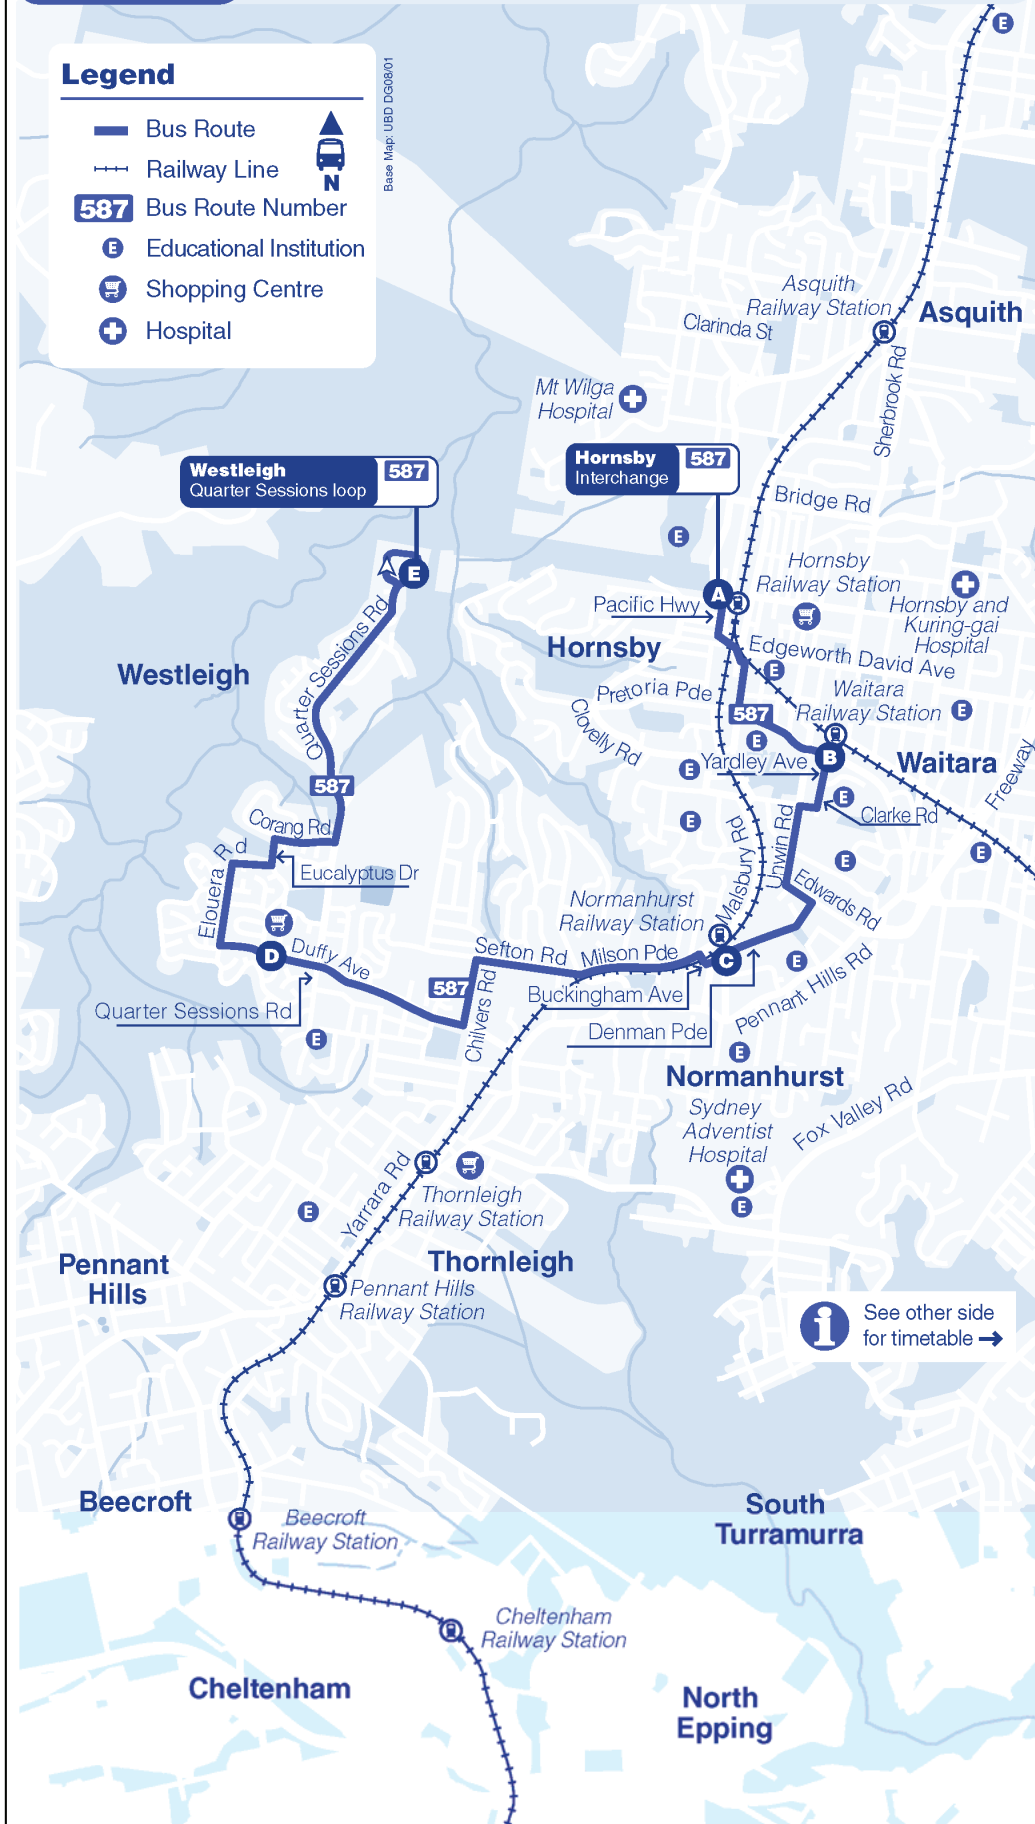 Legend
Bus Route
Railway Line
N
587 Bus Route Number
E Educational Institution
Shopping Centre
Hospital
Base Map: UBD DG08/01
E
Asquith
Railway Station
Asquith
Clarinda St
Sherbrook Rd
Mt Wilga
Hospital
Westleigh
Quarter Sessions loop
587
Hornsby
Interchange
587
Bridge Rd
E
Hornsby
Railway Station
E
A
Pacific Hwy
Hornsby and
Kuring-gai
Hospital
Quarter Sessions Rd
Hornsby
Edgeworth David Ave
Westleigh
E
Pretoria Pde
Waitara
Railway Station
E
587
Clovelly Rd
E
Yardley Ave
B
Waitara
E
Freeway
587
E
Clarke Rd
Corang Rd
E
Malsbury Rd
Unwin Rd
Elouera Rd
Eucalyptus Dr
E
E
Edwards Rd
Normanhurst
Railway Station
D
Duffy Ave
Sefton Rd
Milson Pde
C
E
587
Chilvers Rd
Buckingham Ave
Pennant Hills Rd
Quarter Sessions Rd
Denman Pde
E
E
Normanhurst
Sydney
Adventist
Hospital
Fox Valley Rd
E
Yarrara Rd
Thornleigh
Railway Station
E
Thornleigh
Pennant
Hills
Pennant Hills
Railway Station
See other side
for timetable
Beecroft
Beecroft
Railway Station
South
Turramurra
Cheltenham
Railway Station
Cheltenham
North
Epping